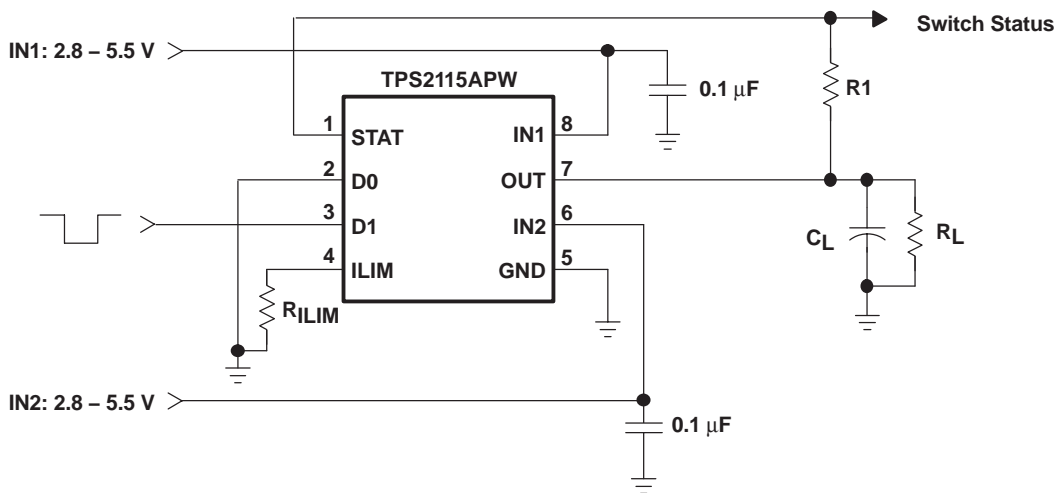 Switch Status
IN1: 2.8 – 5.5 V
TPS2115APW
0.1 μF
R1
1
STAT
IN1
8
2
D0
OUT
7
3
D1
IN2
6
4
ILIM
GND
5
CL
RL
RILIM
IN2: 2.8 – 5.5 V
0.1 μF